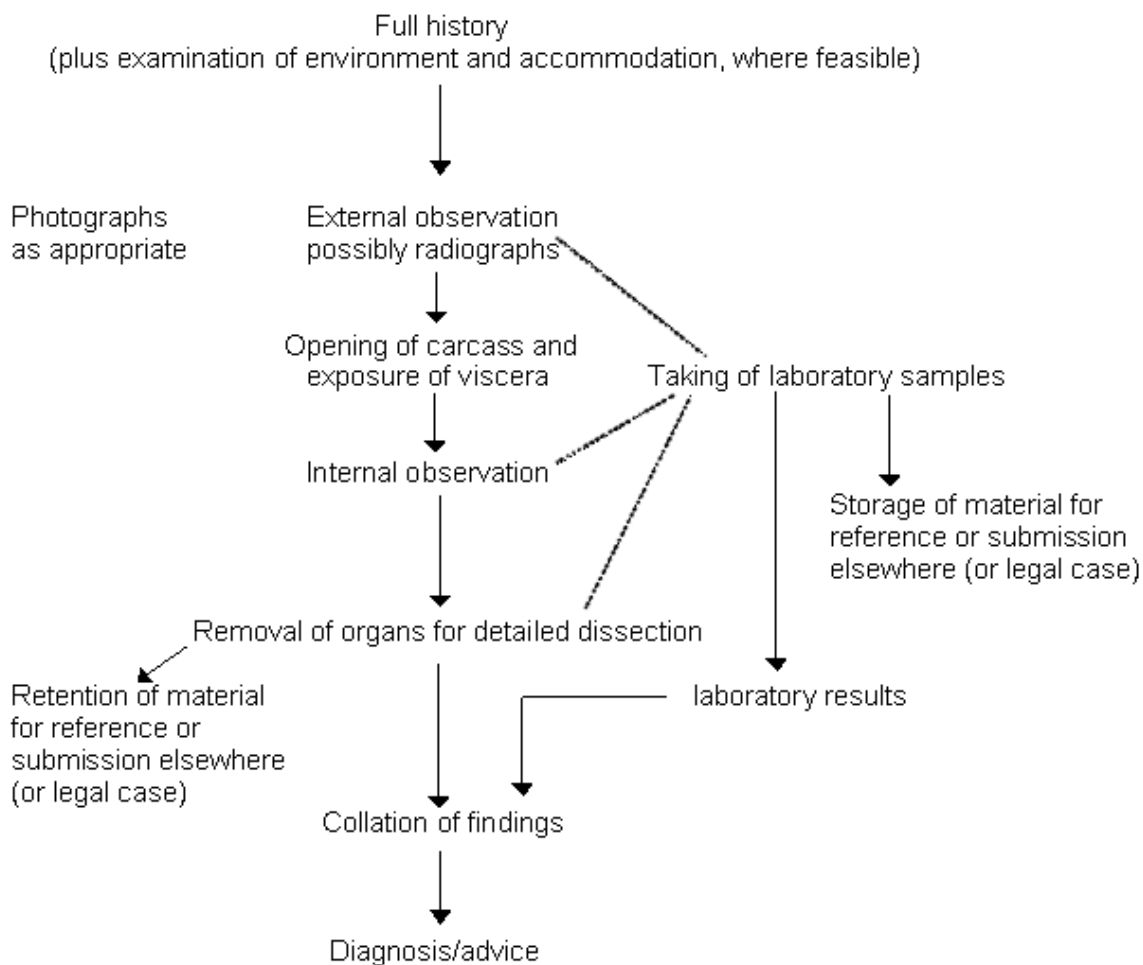 Full history
(plus examination of environment and accommodation, where feasible)
Photographs
as appropriate
External observation
possibly radiographs
Opening of carcass and
exposure of viscera
Taking of laboratory samples
Internal observation
Storage of material for
reference or submission
elsewhere (or legal case)
Removal of organs for detailed dissection
Retention of material
for reference or
submission elsewhere
(or legal case)
laboratory results
Collation of findings
Diagnosis/advice